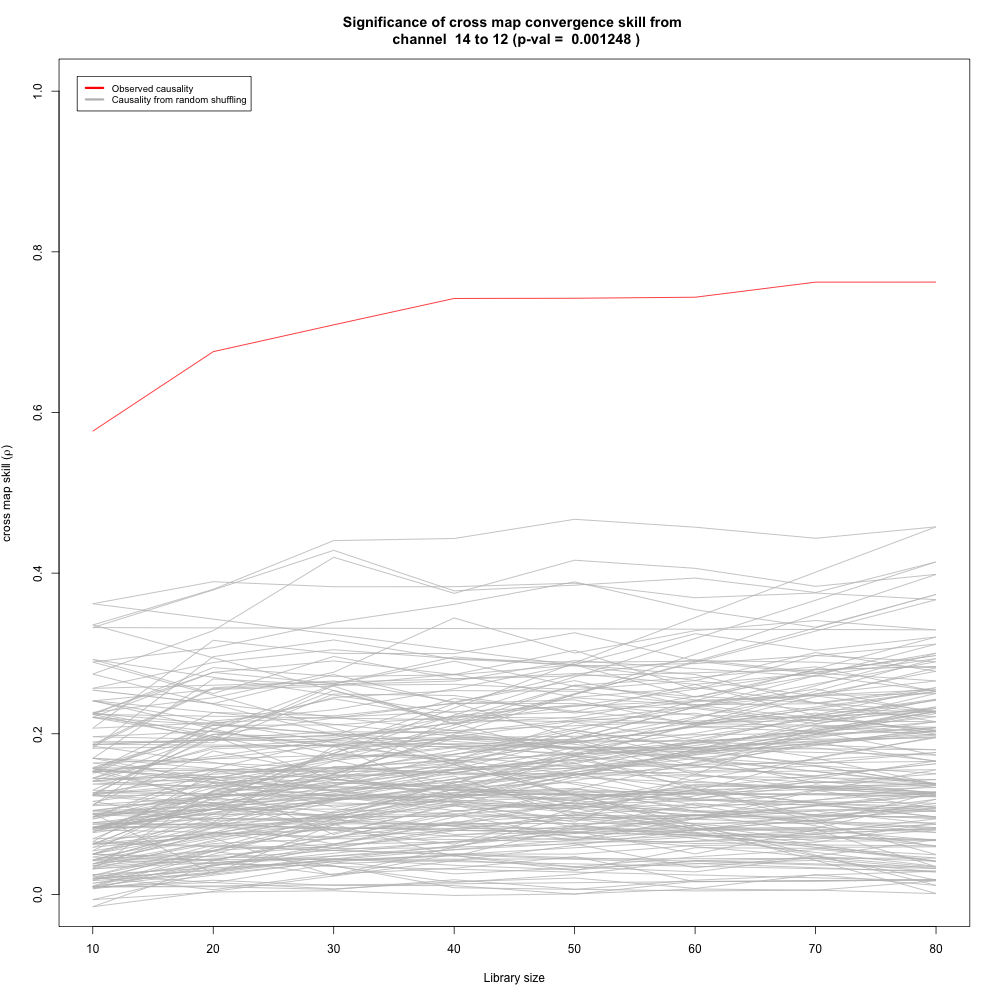 Significance of cross map convergence skill from
channel  14 to 12 (p-val =  0.001248 )
Observed causality
Causality from random shuffling
1.0
0.8
0.6
0.4
0.2
0.0
cross map skill (ρ)
10 20 30 40 50 60 70 80
Library size